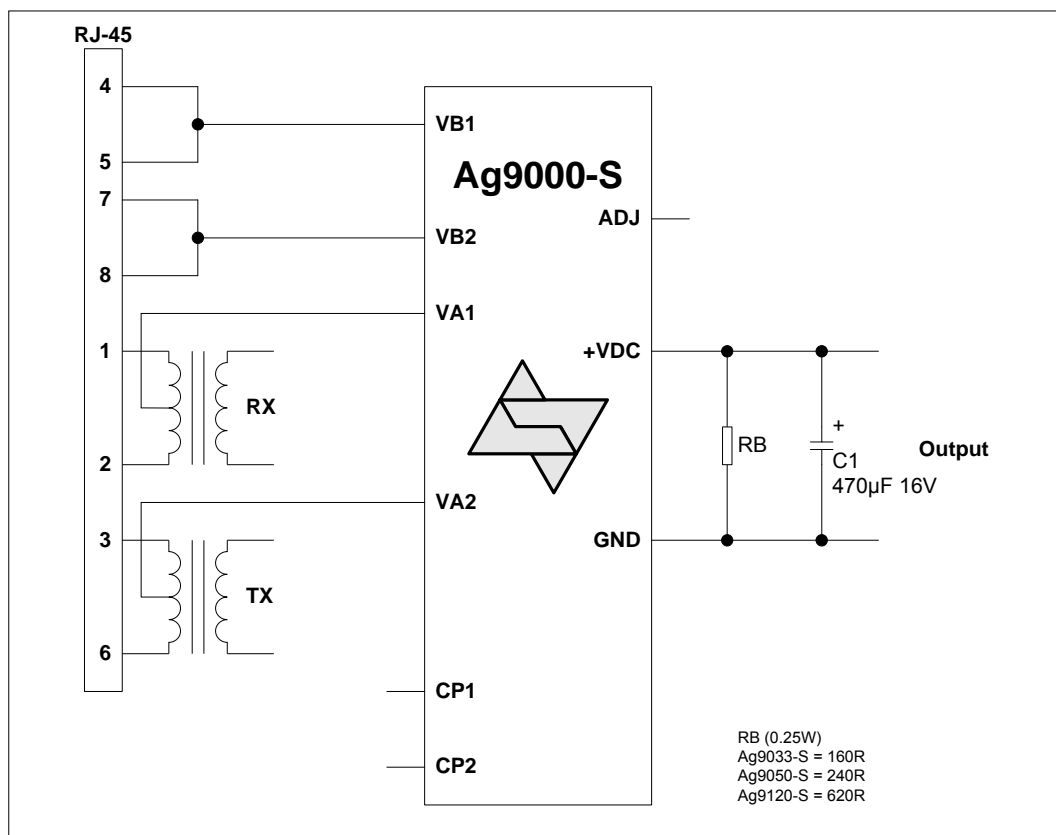 RJ-45
4
5
7
8
1
2
3
6
RX
TX
VB1
VB2
VA1
VA2
CP1
CP2
Ag9000-S
ADJ
+VDC
GND
RB
+
C1
470µF 16V
Output
RB (0.25W)
Ag9033-S = 160R
Ag9050-S = 240R
Ag9120-S = 620R